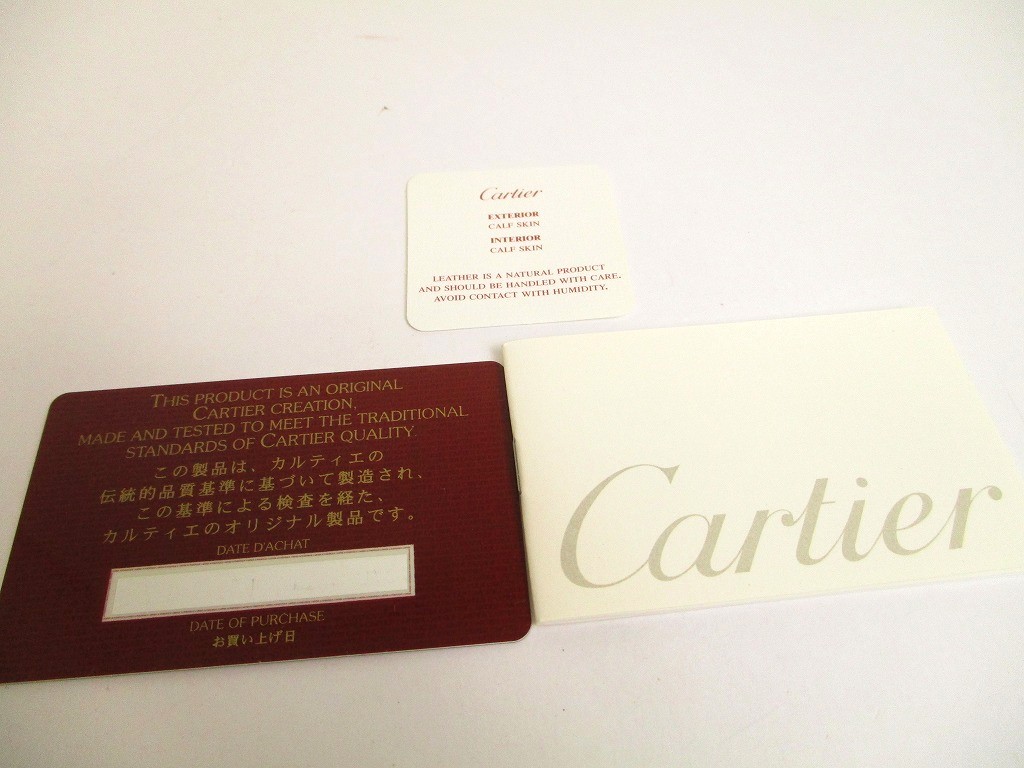 Cartier
EXTERIOR
CALF SKIN
INTERIOR
CALF SKIN
LEATHER IS A NATURAL PRODUCT
AND SHOULD BE HANDLED WITH CARE.
AVOID CONTACT WITH HUMIDITY.
THIS PRODUCT IS AN ORIGINAL
CARTIER CREATION,
MADE AND TESTED TO MEET THE TRADITIONAL
STANDARDS OF CARTIER QUALITY.
この製品は、カルティエの
伝統的品質基準に基づいて製造され、
この基準による検査を経た、
カルティエのオリジナル製品です。
DATE D'ACHAT
DATE OF PURCHASE
お買い上げ日
Cartier